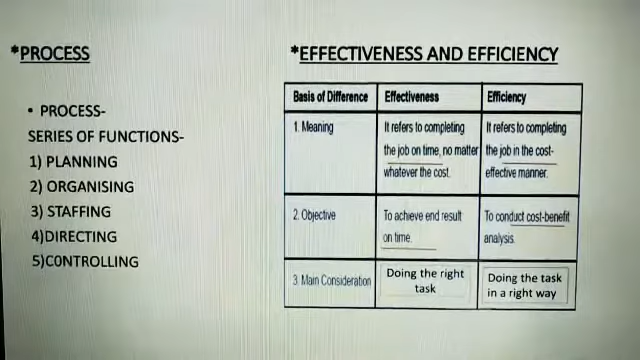 *PROCESS
• PROCESS-
SERIES OF FUNCTIONS-
1) PLANNING
2) ORGANISING
3) STAFFING
4)DIRECTING
5)CONTROLLING
*EFFECTIVENESS AND EFFICIENCY
Basis of Difference Effectiveness Efficiency
1. Meaning It refers to completing It refers to completing
the job on time, no matter the job in the cost-
whatever the cost. effective manner.
2. Objective To achieve end result To conduct cost-benefit
on time. analysis.
3. Main Consideration Doing the right Doing the task
task in a right way